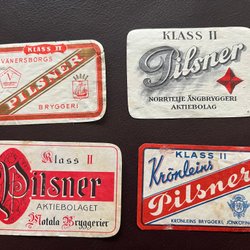 KLASS II
VÄNERSBORGS
PILSNER
BRYGGERI
KLASS II
Pilsner
NORRTELJE ÅNGBRYGGERI
AKTIEBOLAG
Klass II
Pilsner
AKTIEBOLAGET
Motala Bryggerier
KLASS II
Krönleins
Pilsner
KRÖNLEINS BRYGGERI, JÖNKÖPING